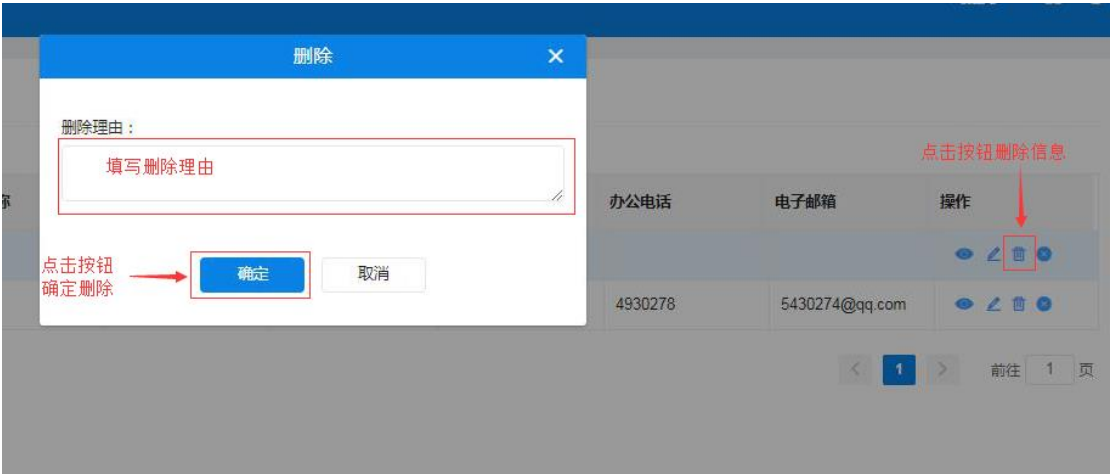 删除
删除理由：
填写删除理由
点击按钮删除信息
办公电话 电子邮箱 操作
点击按钮
确定删除
确定 取消
4930278 5430274@qq.com
1 前往 1 页